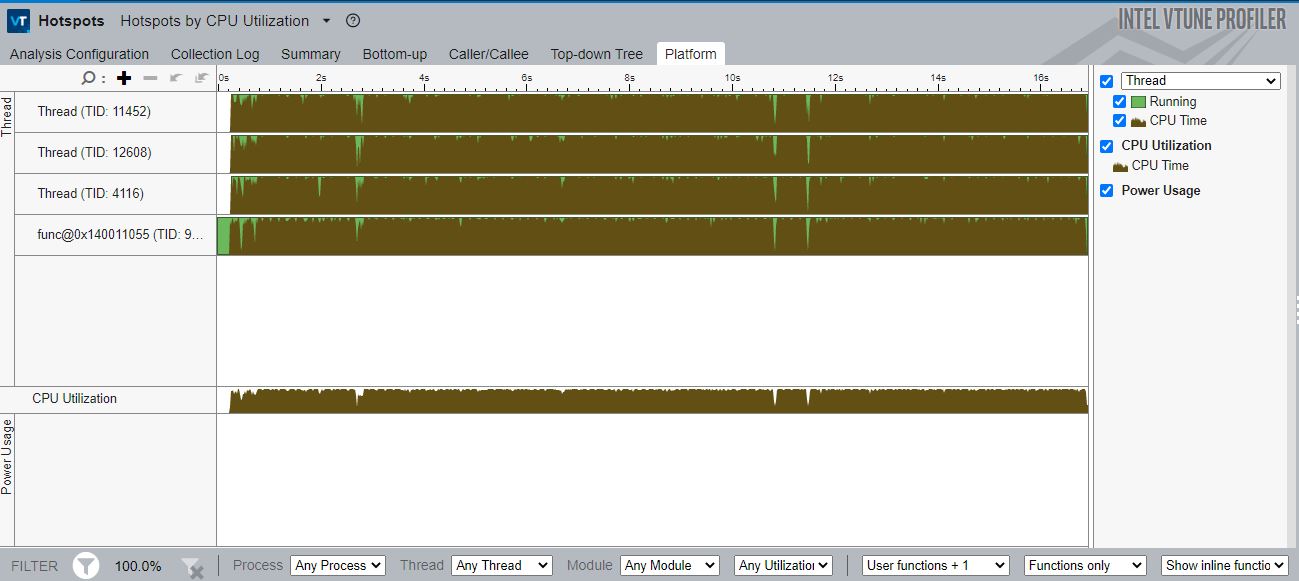 VT Hotspots Hotspots by CPU Utilization ?
INTEL VTUNE PROFILER
Analysis Configuration Collection Log Summary Bottom-up Caller/Callee Top-down Tree Platform
: 0s 2s 4s 6s 8s 10s 12s 14s 16s
Thread
Thread (TID: 11452)
Thread (TID: 12608)
Thread (TID: 4116)
func@0x140011055 (TID: 9...
CPU Utilization
Power Usage
Thread
Running
CPU Time
CPU Utilization
CPU Time
Power Usage
FILTER 100.0% Process Any Process Thread Any Thread Module Any Module Any Utilization User functions + 1 Functions only Show inline functio